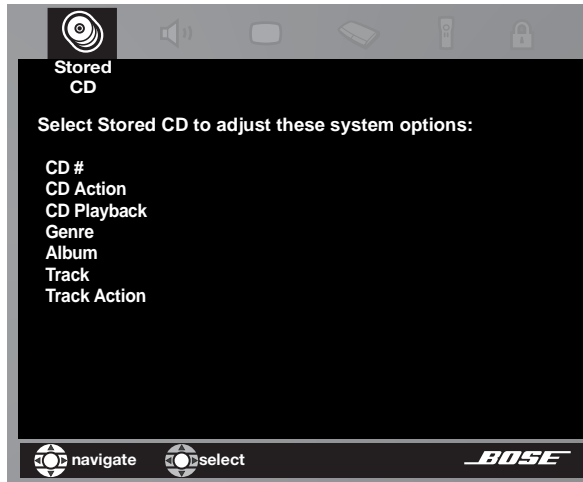 Stored
CD
Select Stored CD to adjust these system options:
CD #
CD Action
CD Playback
Genre
Album
Track
Track Action
navigate select BOSE